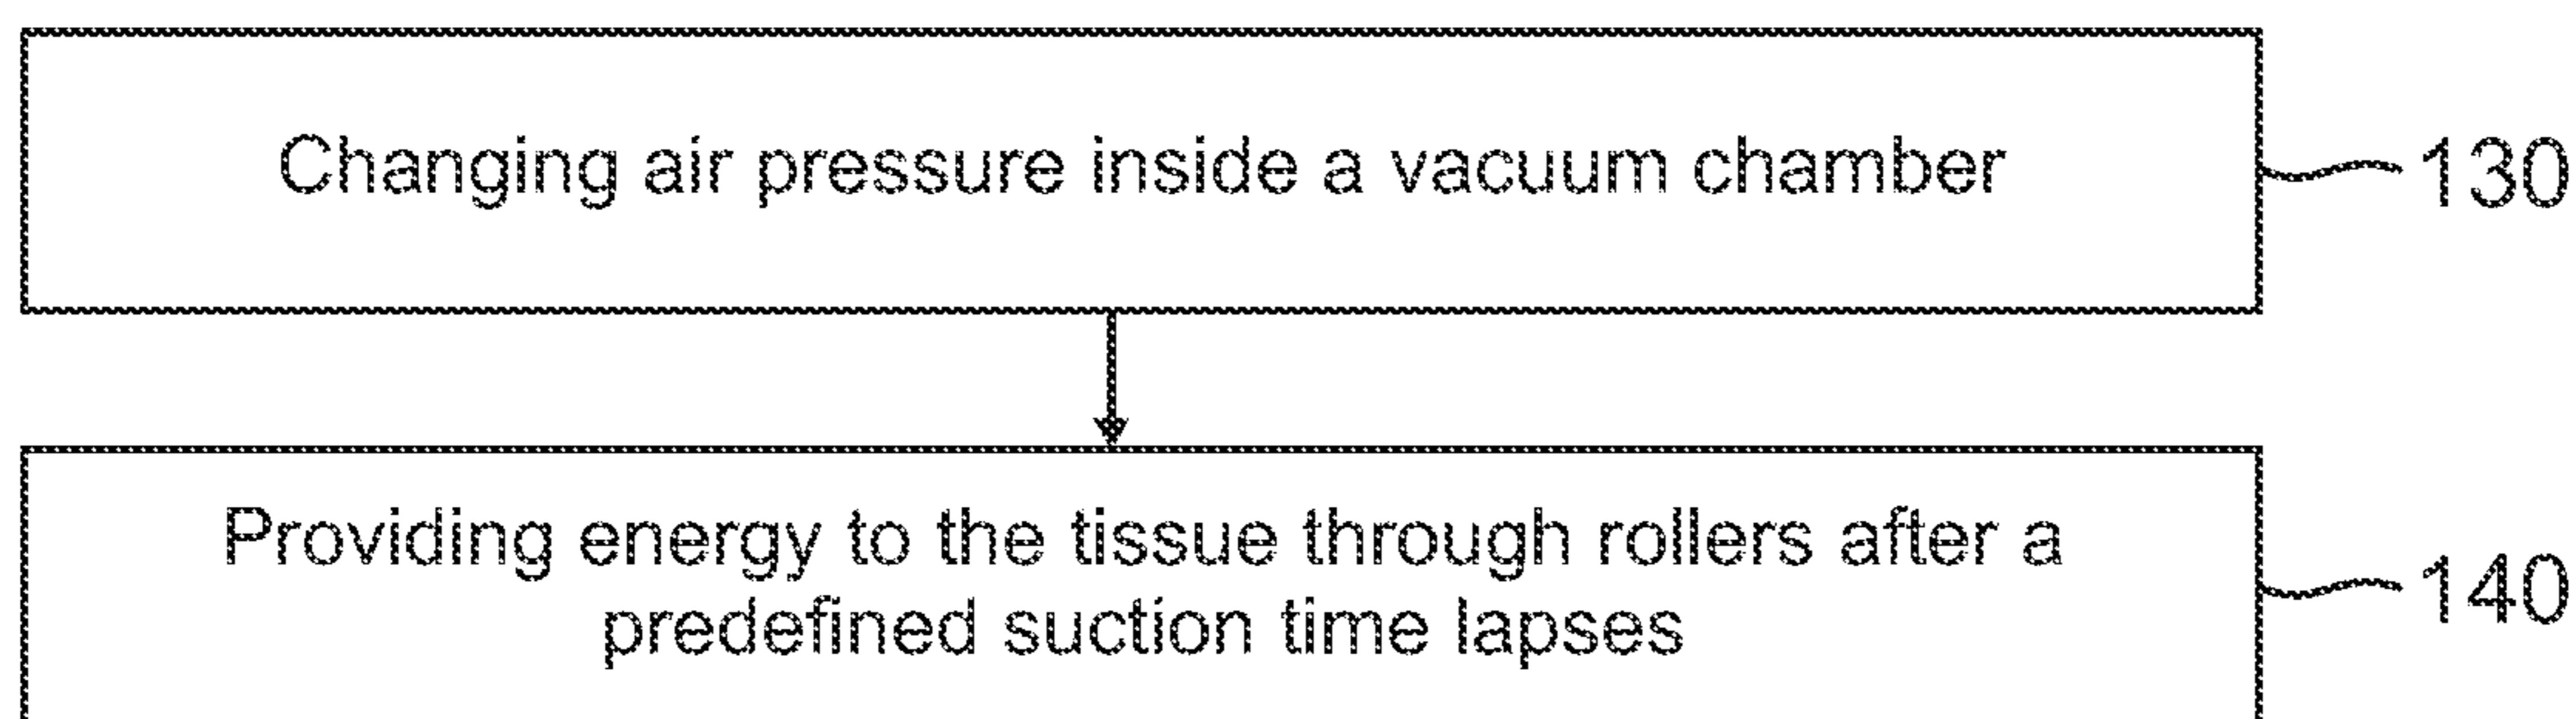 Changing air pressure inside a vacuum chamber
130
Providing energy to the tissue through rollers after a
predefined suction time lapses
140